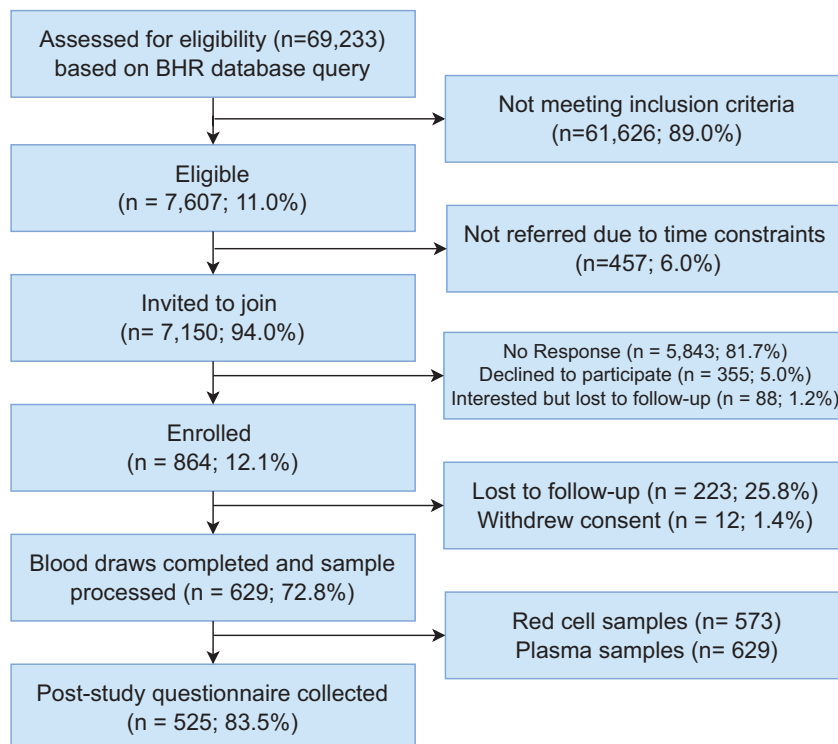 Assessed for eligibility (n=69,233)
based on BHR database query
Not meeting inclusion criteria
(n=61,626; 89.0%)
Eligible
(n = 7,607; 11.0%)
Not referred due to time constraints
(n=457; 6.0%)
Invited to join
(n= 7,150; 94.0%)
No Response (n = 5,843; 81.7%)
Declined to participate (n = 355; 5.0%)
Interested but lost to follow-up (n = 88; 1.2%)
Enrolled
(n = 864; 12.1%)
Lost to follow-up (n = 223; 25.8%)
Withdrew consent (n = 12; 1.4%)
Blood draws completed and sample
processed (n = 629; 72.8%)
Red cell samples (n= 573)
Plasma samples (n= 629)
Post-study questionnaire collected
(n = 525; 83.5%)